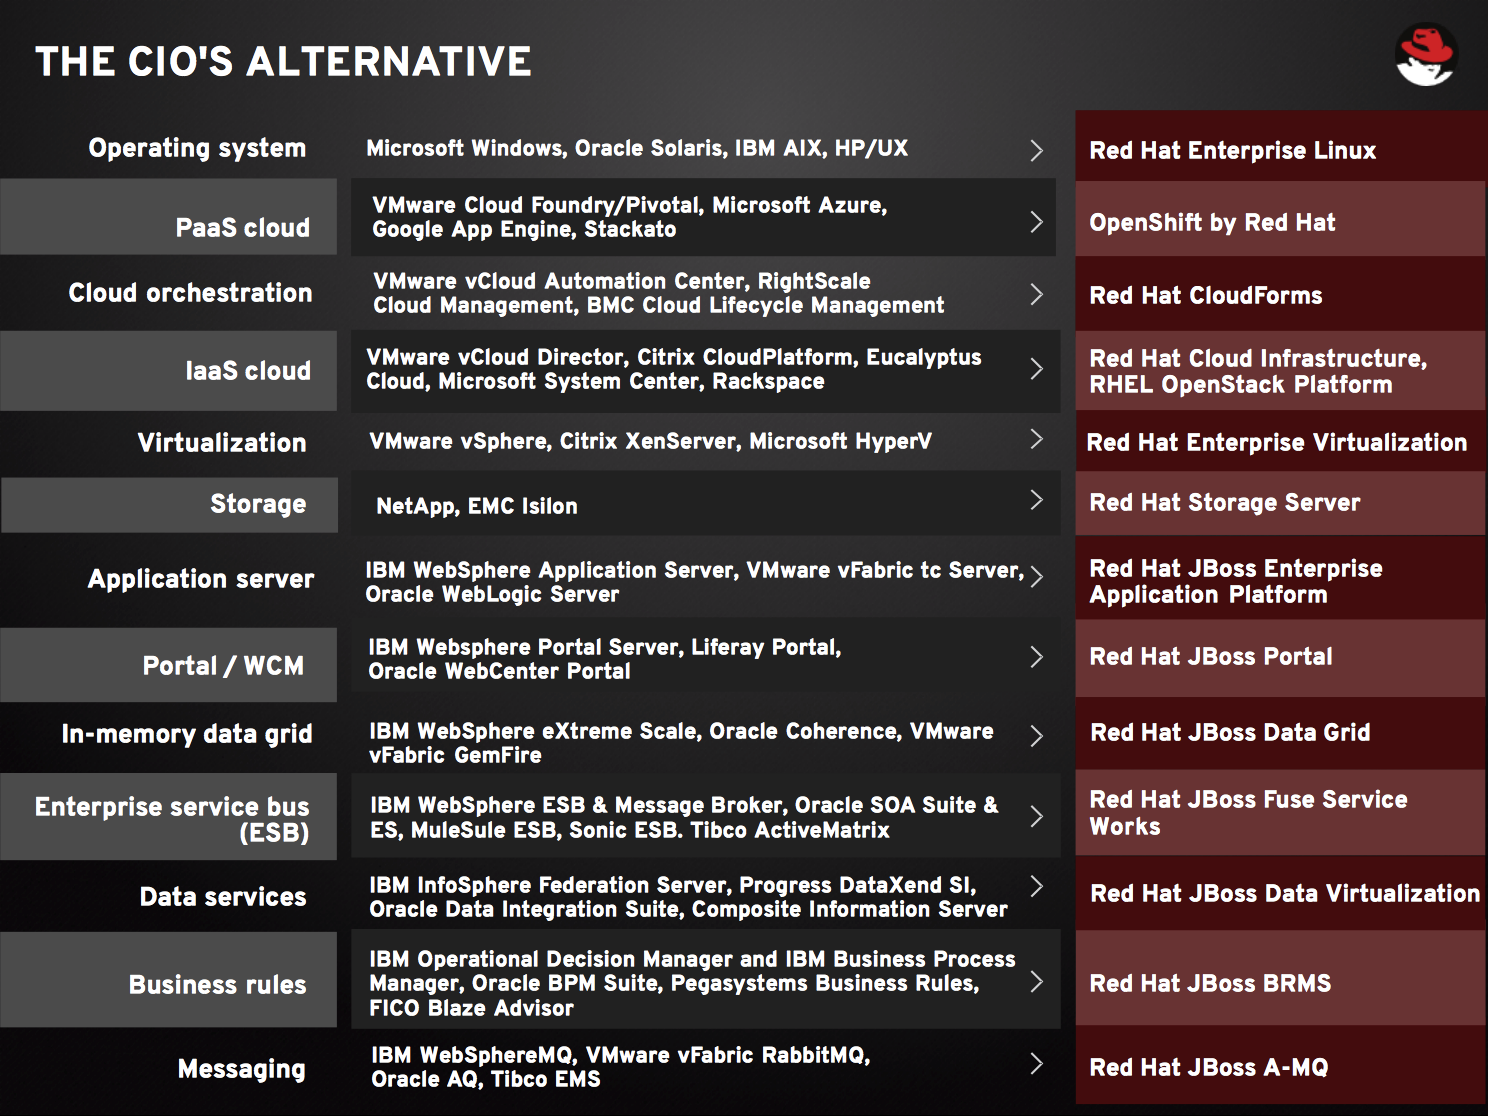 THE CIO'S ALTERNATIVE
Operating system
Microsoft Windows, Oracle Solaris, IBM AIX, HP/UX
Red Hat Enterprise Linux
PaaS cloud
VMware Cloud Foundry/Pivotal, Microsoft Azure,
Google App Engine, Stackato
OpenShift by Red Hat
Cloud orchestration
VMware vCloud Automation Center, RightScale
Cloud Management, BMC Cloud Lifecycle Management
Red Hat CloudForms
IaaS cloud
VMware vCloud Director, Citrix CloudPlatform, Eucalyptus
Cloud, Microsoft System Center, Rackspace
Red Hat Cloud Infrastructure,
RHEL OpenStack Platform
Virtualization
VMware vSphere, Citrix XenServer, Microsoft HyperV
Red Hat Enterprise Virtualization
Storage
NetApp, EMC Isilon
Red Hat Storage Server
Application server
IBM WebSphere Application Server, VMware vFabric tc Server,
Oracle WebLogic Server
Red Hat JBoss Enterprise
Application Platform
Portal / WCM
IBM Websphere Portal Server, Liferay Portal,
Oracle WebCenter Portal
Red Hat JBoss Portal
In-memory data grid
IBM WebSphere eXtreme Scale, Oracle Coherence, VMware
vFabric GemFire
Red Hat JBoss Data Grid
Enterprise service bus
(ESB)
IBM WebSphere ESB & Message Broker, Oracle SOA Suite &
ES, MuleSule ESB, Sonic ESB. Tibco ActiveMatrix
Red Hat JBoss Fuse Service
Works
Data services
IBM InfoSphere Federation Server, Progress DataXend SI,
Oracle Data Integration Suite, Composite Information Server
Red Hat JBoss Data Virtualization
Business rules
IBM Operational Decision Manager and IBM Business Process
Manager, Oracle BPM Suite, Pegasystems Business Rules,
FICO Blaze Advisor
Red Hat JBoss BRMS
Messaging
IBM WebSphereMQ, VMware vFabric RabbitMQ,
Oracle AQ, Tibco EMS
Red Hat JBoss A-MQ